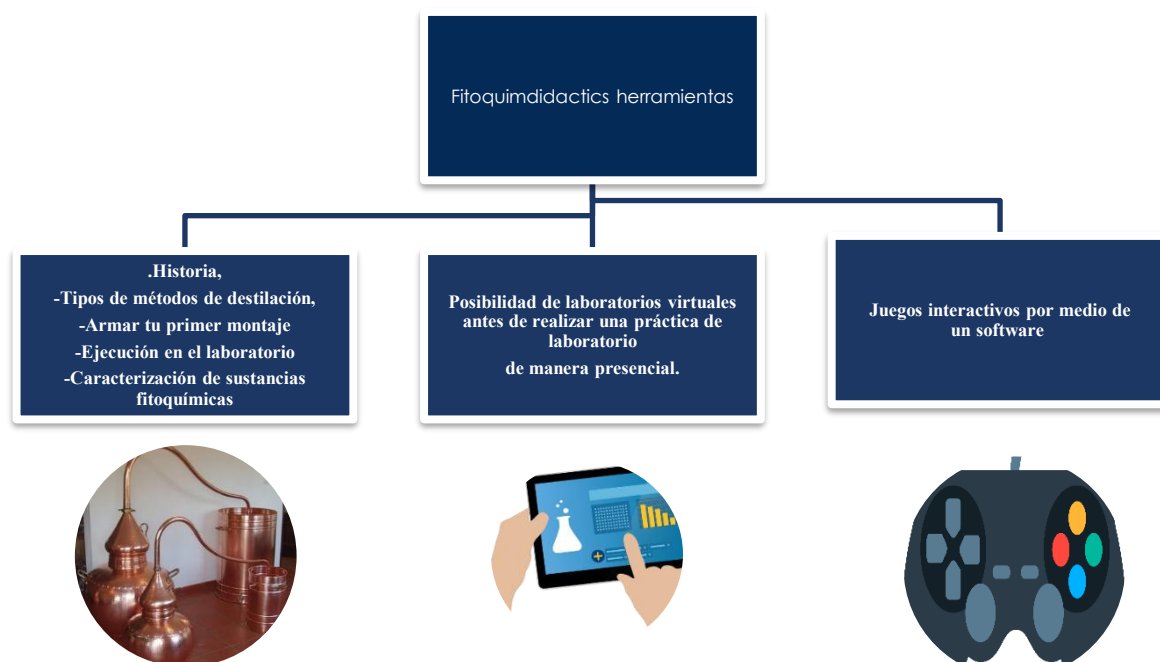 Fitoquimdidactics herramientas
.Historia,
-Tipos de métodos de destilación,
-Armar tu primer montaje
-Ejecución en el laboratorio
-Caracterización de sustancias
fitoquímicas
Posibilidad de laboratorios virtuales
antes de realizar una práctica de
laboratorio
de manera presencial.
Juegos interactivos por medio de
un software